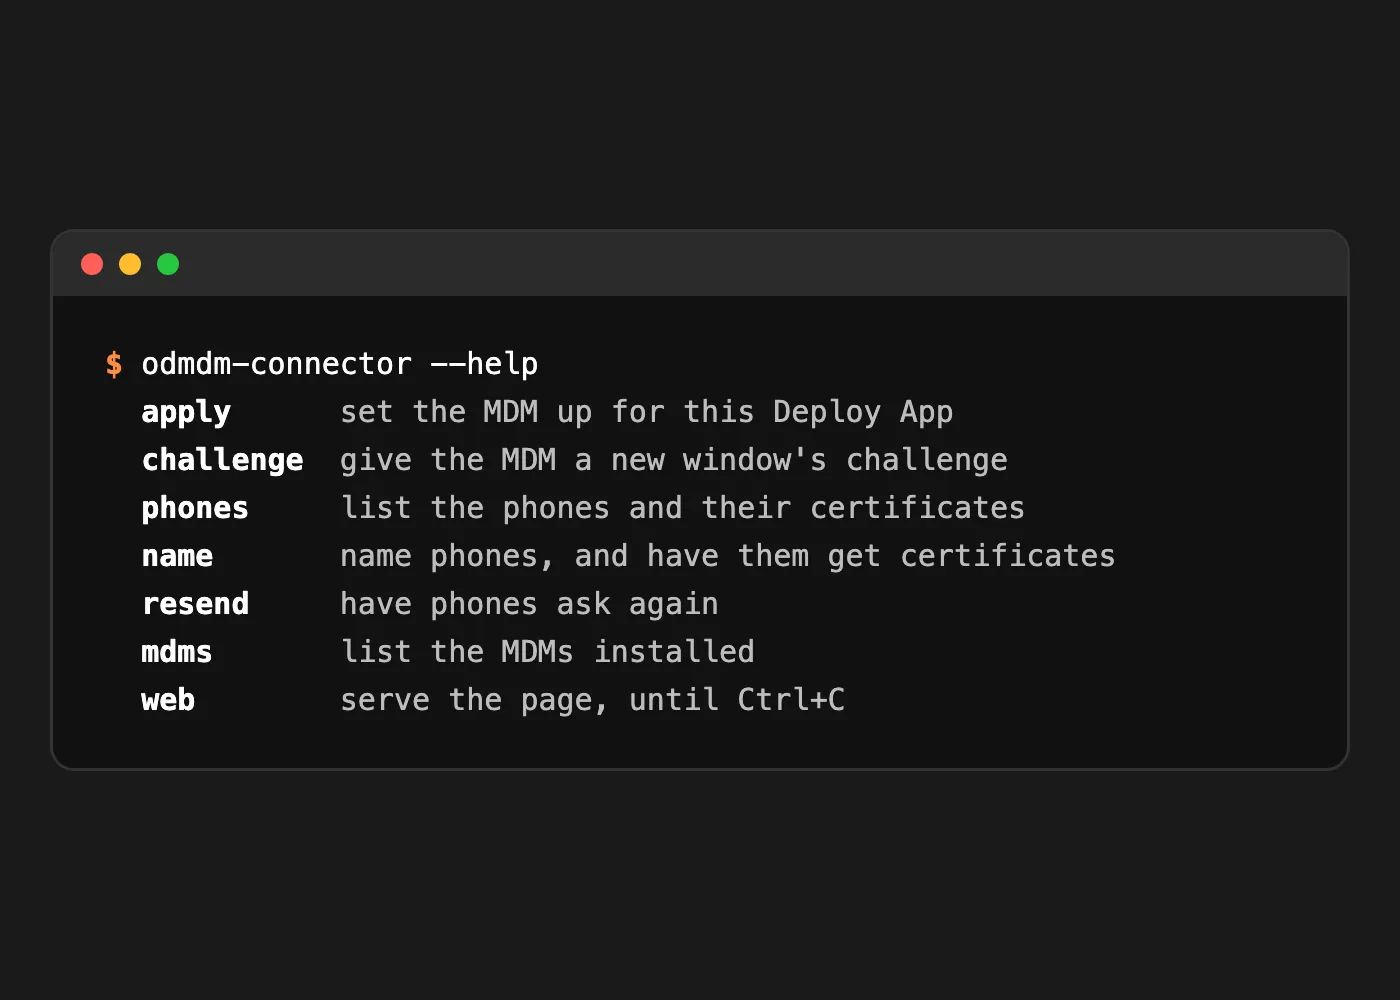 $ odmdm-connector --help
apply set the MDM up for this Deploy App
challenge give the MDM a new window's challenge
phones list the phones and their certificates
name name phones, and have them get certificates
resend have phones ask again
mdms list the MDMs installed
web serve the page, until Ctrl+C